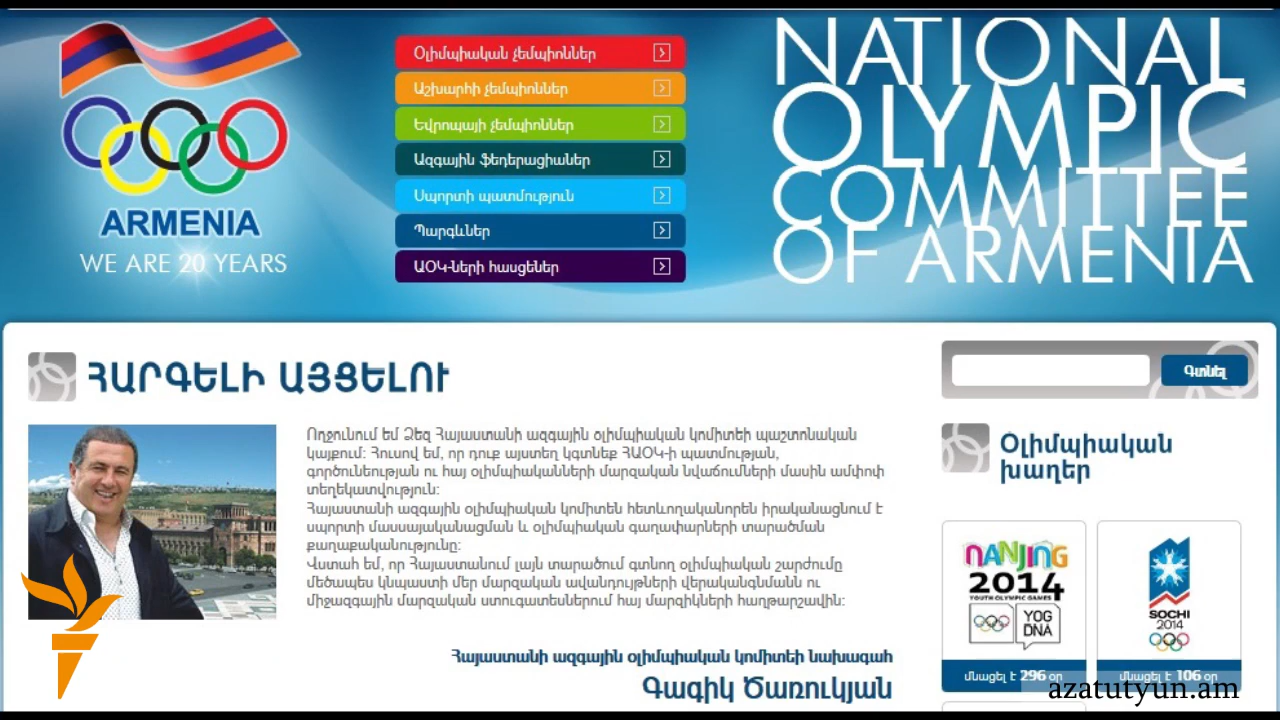 ARMENIA
WE ARE 20 YEARS
Օլիմպիական չեմպիոններ
Աշխարհի չեմպիոններ
Եվրոպայի չեմպիոններ
Ազգային ֆեդերացիաներ
Սպորտի պատմություն
Պարգևներ
ԱՕԿ-ների հասցեներ
NATIONAL
OLYMPIC
COMMITTEE
OF ARMENIA
ՀԱՐԳԵԼԻ ԱՅՑԵԼՈՒ
Ողջունում եմ Ձեզ Հայաստանի ազգային օլիմպիական կոմիտեի պաշտոնական
կայքում: Հուսով եմ, որ դուք այստեղ կգտնեք ՀԱՕԿ-ի պատմության,
գործունեության ու հայ օլիմպիականների մարզական նվաճումների մասին ամփոփ
տեղեկատվություն:
Հայաստանի ազգային օլիմպիական կոմիտեն հետևողականորեն իրականացնում է
սպորտի մասսայականացման և օլիմպիական գաղափարների տարածման
քաղաքականությունը:
Վստահ եմ, որ Հայաստանում լայն տարածում գտնող օլիմպիական շարժումը
մեծապես կնպաստի մեր մարզական ավանդույթների վերականգնմանն ու
միջազգային մարզական ստուգատեսներում հայ մարզիկների հաղթարշավին:
Հայաստանի ազգային օլիմպիական կոմիտեի նախագահ
Գագիկ Ծառուկյան
Գտնել
Օլիմպիական
խաղեր
NANJING
2014
YOUTH OLYMPIC GAMES
YOG
DNA
մնացել է 296 օր
SOCHI
2014
մնացել է 106 օր
azatutyun.am